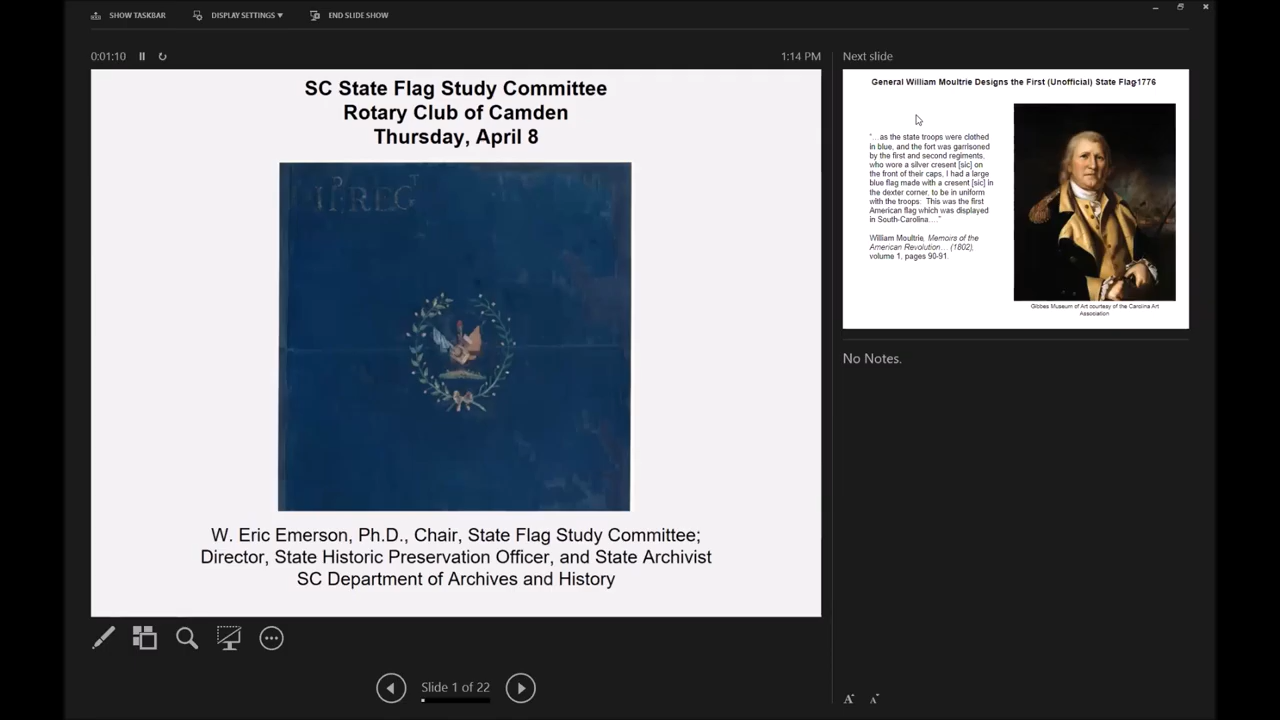 SHOW TASKBAR
DISPLAY SETTINGS ▾
END SLIDE SHOW
0:01:10
1:14 PM
SC State Flag Study Committee
Rotary Club of Camden
Thursday, April 8
W. Eric Emerson, Ph.D., Chair, State Flag Study Committee;
Director, State Historic Preservation Officer, and State Archivist
SC Department of Archives and History
Slide 1 of 22
Next slide
General William Moultrie Designs the First (Unofficial) State Flag-1776
“…as the state troops were clothed
in blue, and the fort was garrisoned
by the first and second regiments,
who wore a silver cresent [sic] on
the front of their caps, I had a large
blue flag made with a cresent [sic] in
the dexter corner, to be in uniform
with the troops: This was the first
American flag which was displayed
in South-Carolina….”
William Moultrie, Memoirs of the
American Revolution… (1802),
volume 1, pages 90-91.
Gibbes Museum of Art courtesy of the Carolina Art
Association
No Notes.
A
A